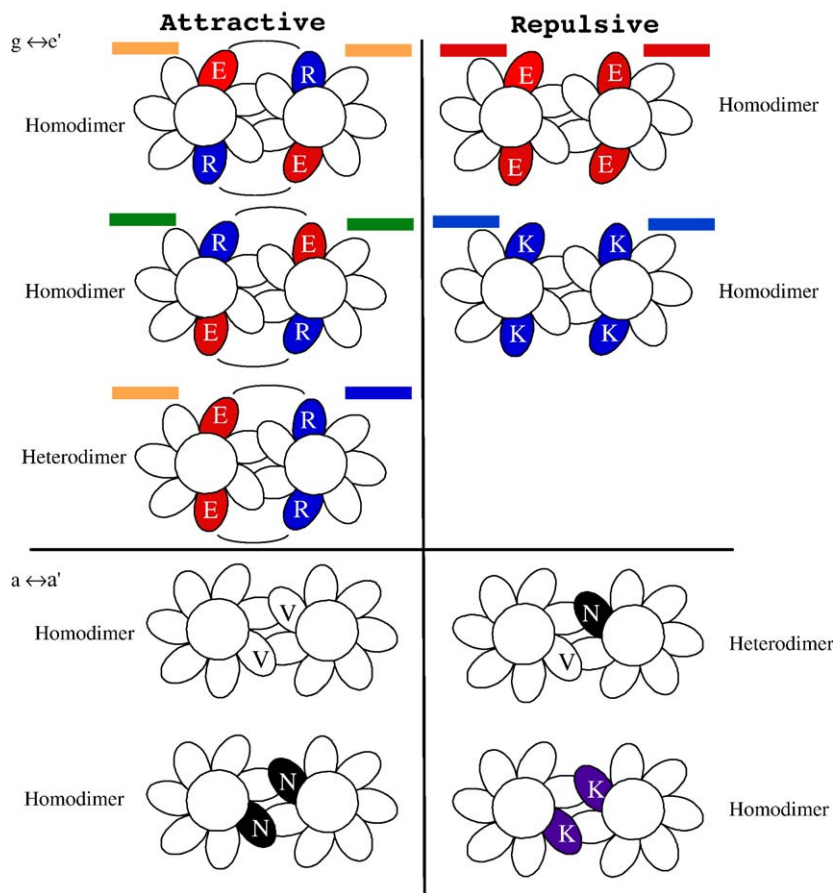 Attractive Repulsive
g ↔e'
E R E E
Homodimer Homodimer
R E E E
R E K K
Homodimer Homodimer
E R K K
E R
Heterodimer
E R
a ↔a'
V N
Homodimer Heterodimer
V V
N K
Homodimer Homodimer
N K